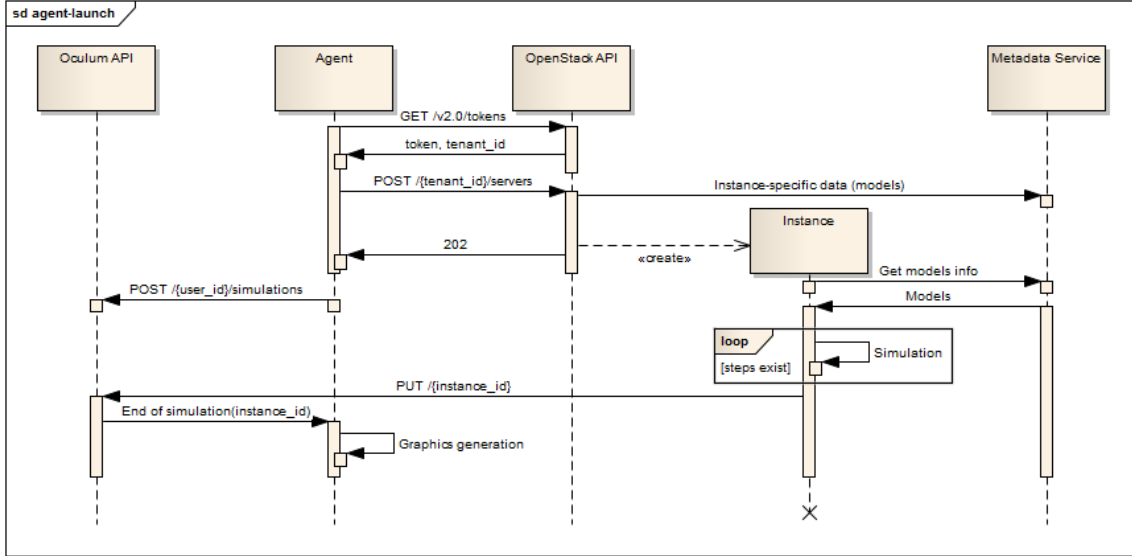 sd agent-launch
Oculum API
Agent
OpenStack API
Metadata Service
GET /v2.0/tokens
token, tenant_id
POST /{tenant_id}/servers
Instance-specific data (models)
Instance
202
«create»
Get models info
POST /{user_id}/simulations
Models
loop
Simulation
[steps exist]
PUT /{instance_id}
End of simulation(instance_id)
Graphics generation